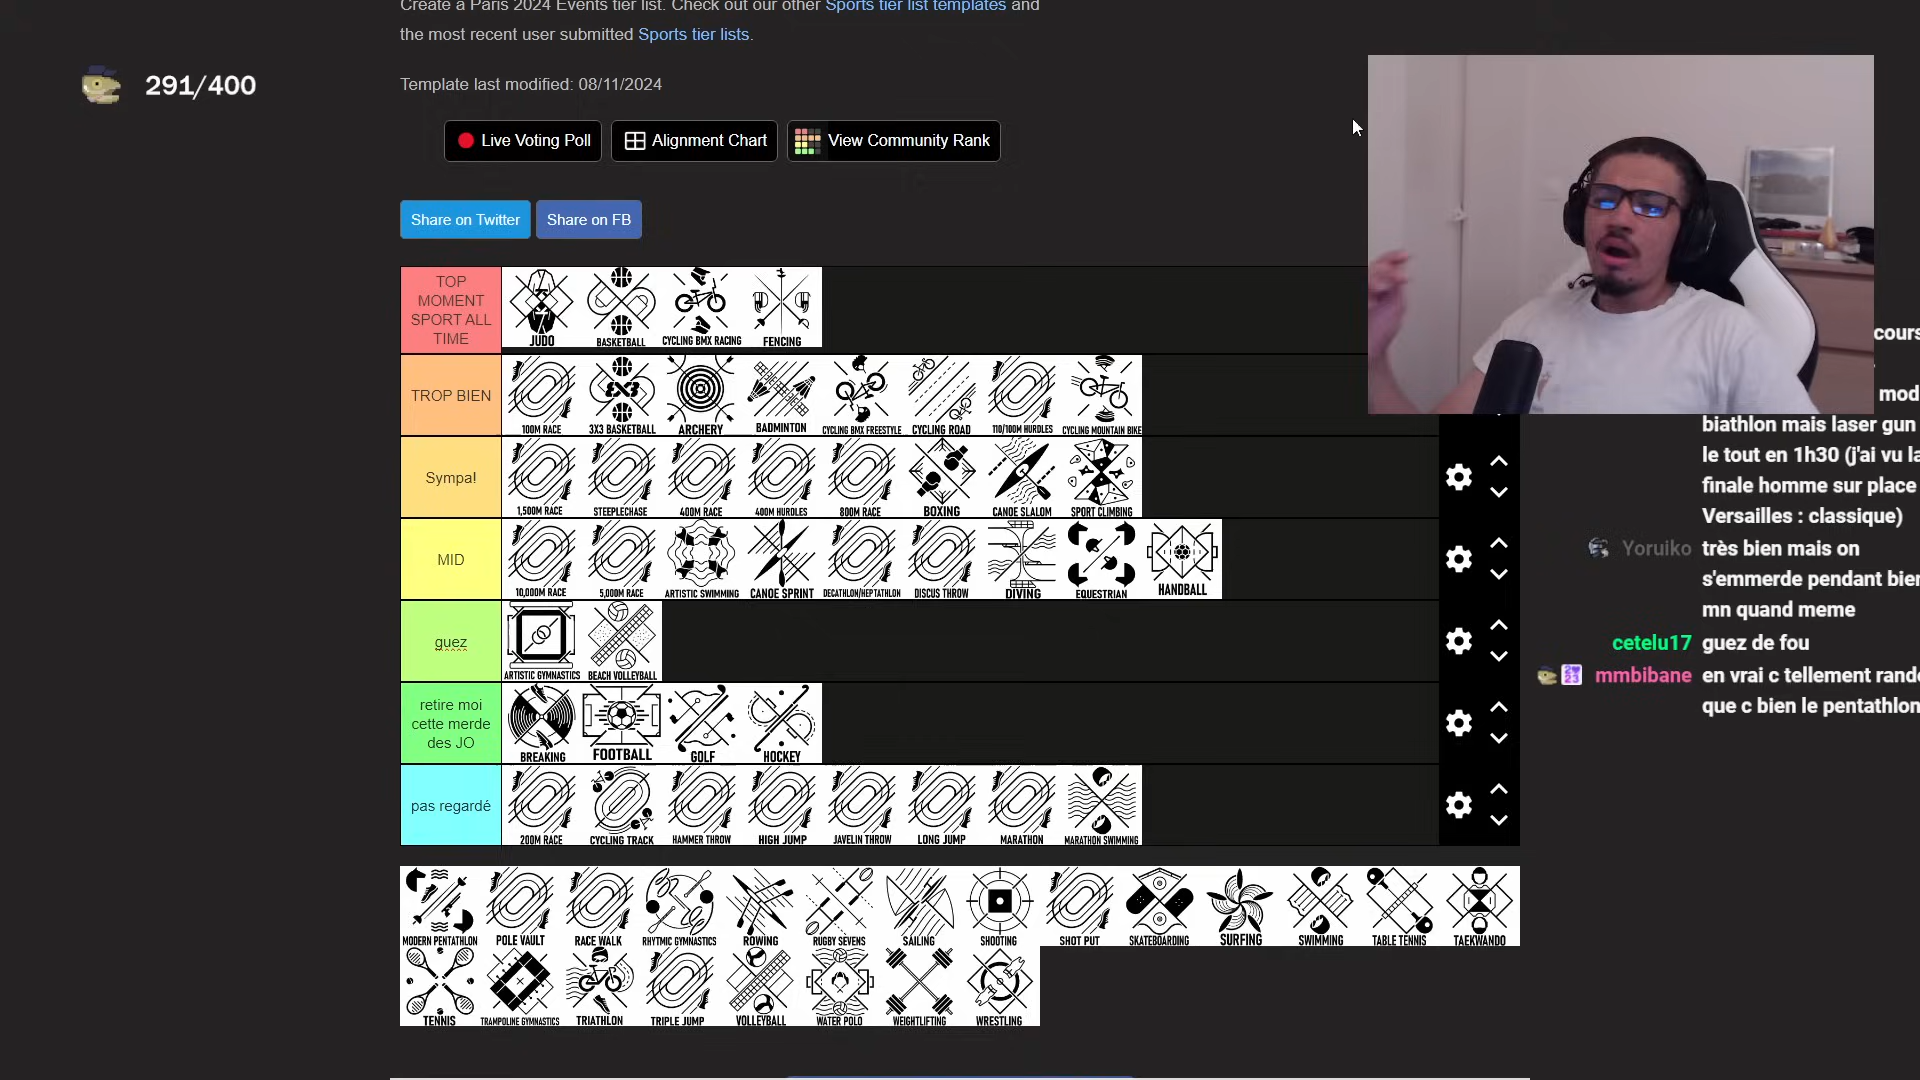 Create a Paris 2024 Events tier list. Check out our other Sports tier list templates and
the most recent user submitted Sports tier lists.
291/400
Template last modified: 08/11/2024
Live Voting Poll
Alignment Chart
View Community Rank
Share on Twitter
Share on FB
TOP
MOMENT
SPORT ALL
TIME
JUDO
BASKETBALL
CYCLING BMX RACING
FENCING
TROP BIEN
100M RACE
3X3 BASKETBALL
ARCHERY
BADMINTON
CYCLING BMX FREESTYLE
CYCLING ROAD
110/100M HURDLES
CYCLING MOUNTAIN BIKE
Sympa!
1,500M RACE
STEEPLECHASE
400M RACE
400M HURDLES
800M RACE
BOXING
CANOE SLALOM
SPORT CLIMBING
MID
10,000M RACE
5,000M RACE
ARTISTIC SWIMMING
CANOE SPRINT
DECATHLON/HEPTATHLON
DISCUS THROW
DIVING
EQUESTRIAN
HANDBALL
guez
ARTISTIC GYMNASTICS
BEACH VOLLEYBALL
retire moi
cette merde
des JO
BREAKING
FOOTBALL
GOLF
HOCKEY
pas regardé
200M RACE
CYCLING TRACK
HAMMER THROW
HIGH JUMP
JAVELIN THROW
LONG JUMP
MARATHON
MARATHON SWIMMING
MODERN PENTATHLON
POLE VAULT
RACE WALK
RHYTMIC GYMNASTICS
ROWING
RUGBY SEVENS
SAILING
SHOOTING
SHOT PUT
SKATEBOARDING
SURFING
SWIMMING
TABLE TENNIS
TAEKWANDO
TENNIS
TRAMPOLINE GYMNASTICS
TRIATHLON
TRIPLE JUMP
VOLLEYBALL
WATER POLO
WEIGHTLIFTING
WRESTLING
cours
mod
biathlon mais laser gun
le tout en 1h30 (j'ai vu la
finale homme sur place
Versailles : classique)
Yoruiko très bien mais on
s'emmerde pendant bien
mn quand meme
cetelu17 guez de fou
mmbibane en vrai c tellement rand
que c bien le pentathlon